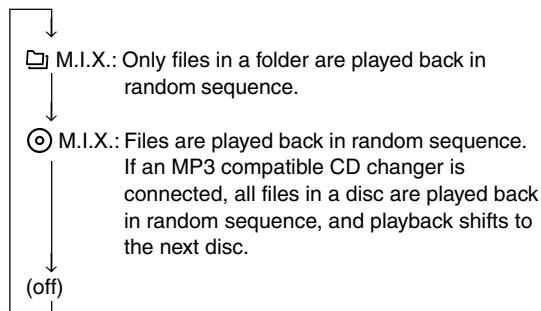 M.I.X.: Only files in a folder are played back in
random sequence.
M.I.X.: Files are played back in random sequence.
If an MP3 compatible CD changer is
connected, all files in a disc are played back
in random sequence, and playback shifts to
the next disc.
(off)